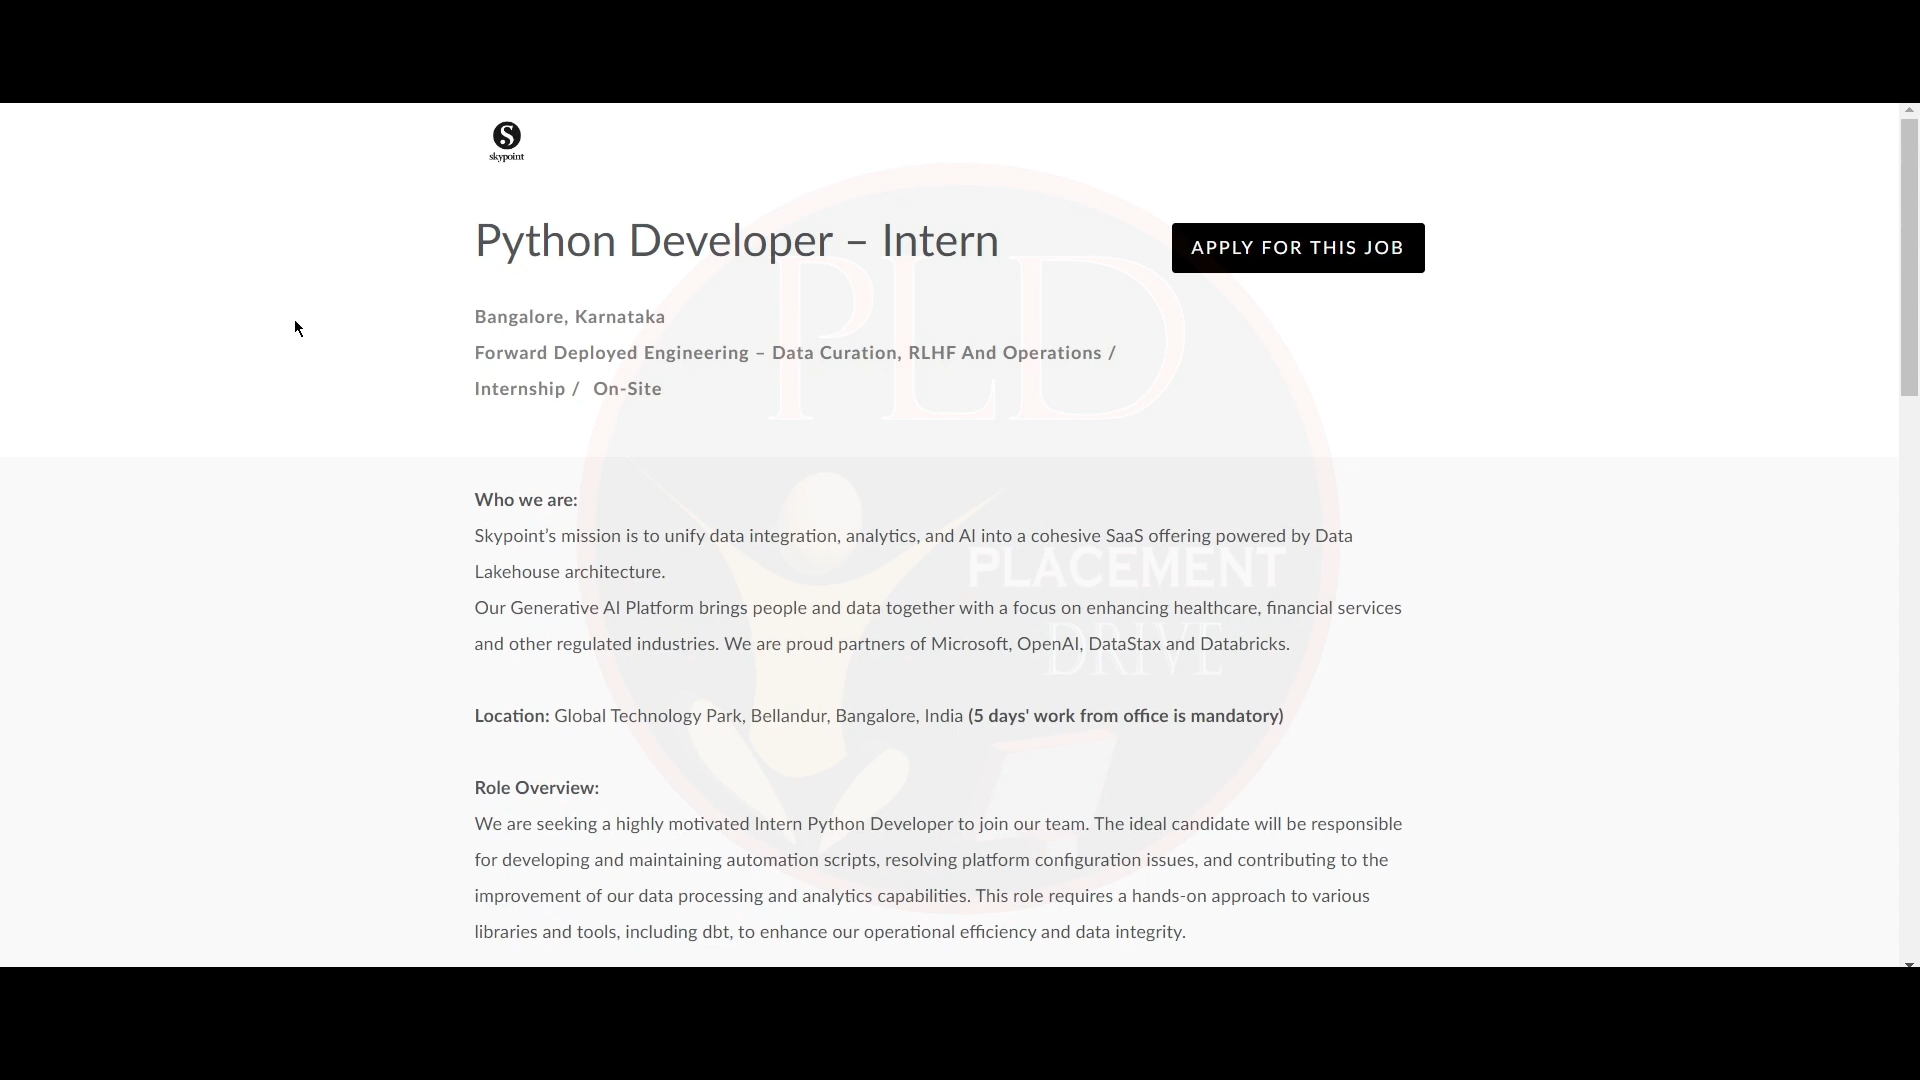 skypoint
Python Developer – Intern
APPLY FOR THIS JOB
Bangalore, Karnataka
Forward Deployed Engineering – Data Curation, RLHF And Operations /
Internship / On-Site
PLD
PLACEMENT
DRIVE
Who we are:
Skypoint's mission is to unify data integration, analytics, and AI into a cohesive SaaS offering powered by Data
Lakehouse architecture.
Our Generative AI Platform brings people and data together with a focus on enhancing healthcare, financial services
and other regulated industries. We are proud partners of Microsoft, OpenAI, DataStax and Databricks.
Location: Global Technology Park, Bellandur, Bangalore, India (5 days' work from office is mandatory)
Role Overview:
We are seeking a highly motivated Intern Python Developer to join our team. The ideal candidate will be responsible
for developing and maintaining automation scripts, resolving platform configuration issues, and contributing to the
improvement of our data processing and analytics capabilities. This role requires a hands-on approach to various
libraries and tools, including dbt, to enhance our operational efficiency and data integrity.